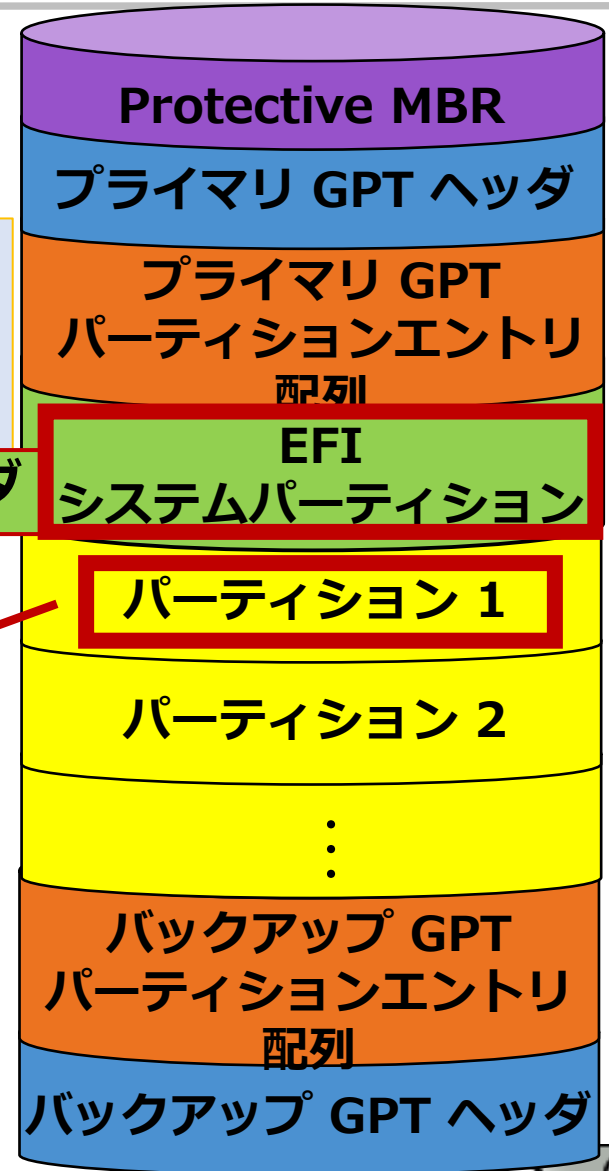 Protective MBR
プライマリ GPT ヘッダ
プライマリ GPT
パーティションエントリ
配列
EFI
ダ
システムパーティション
パーティション 1
パーティション 2
⋮
バックアップ GPT
パーティションエントリ
配列
バックアップ GPT ヘッダ